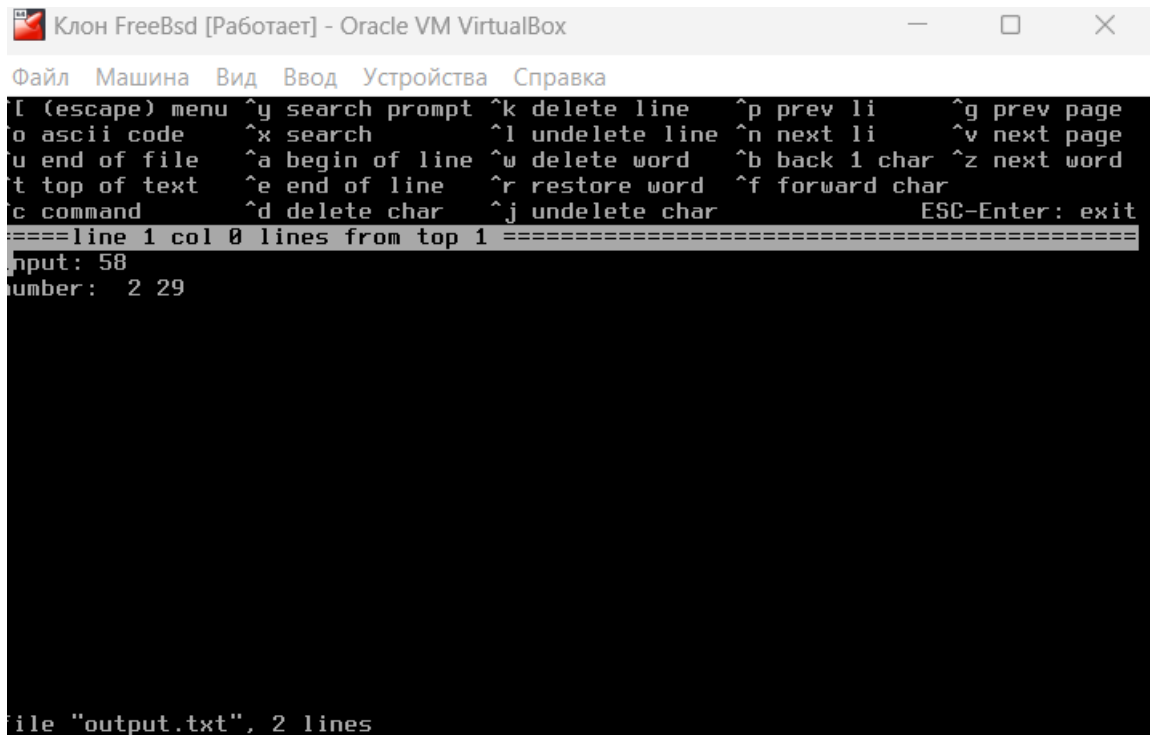 Клон FreeBsd [Работает] - Oracle VM VirtualBox
Файл Машина Вид Ввод Устройства Справка
^[ (escape) menu ^y search prompt ^k delete line ^p prev li ^g prev page
^o ascii code ^x search ^l undelete line ^n next li ^v next page
^u end of file ^a begin of line ^w delete word ^b back 1 char ^z next word
^t top of text ^e end of line ^r restore word ^f forward char
^c command ^d delete char ^j undelete char ESC-Enter: exit
=====line 1 col 0 lines from top 1 ============================================
input: 58
number: 2 29
file "output.txt", 2 lines